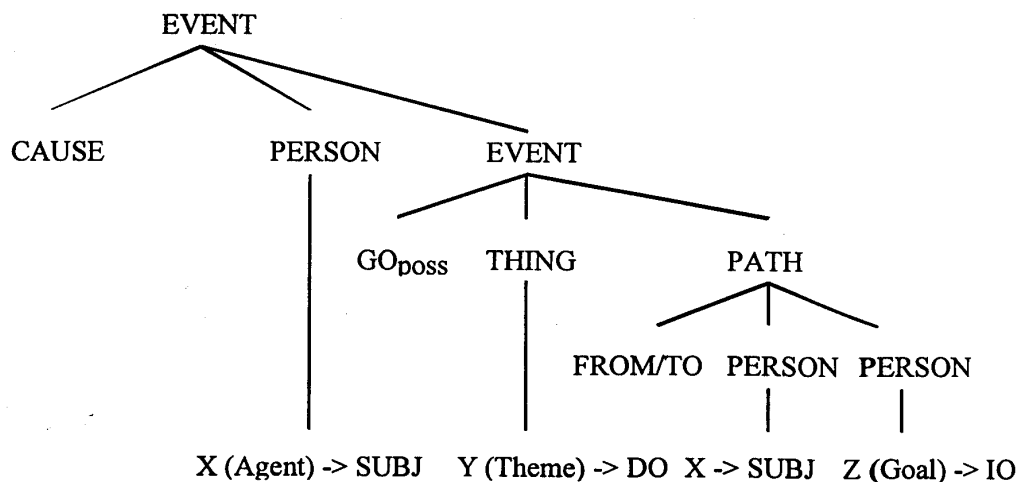 EVENT
CAUSE PERSON EVENT
GOposs THING PATH
FROM/TO PERSON PERSON
X (Agent) -> SUBJ Y (Theme) -> DO X -> SUBJ Z (Goal) -> IO